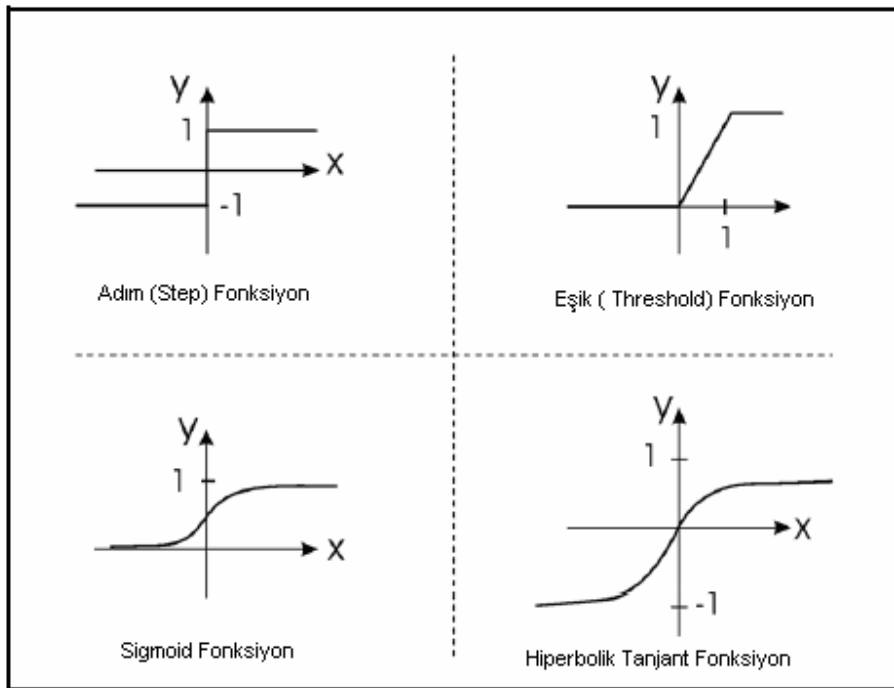 y
1
x
-1
Adım (Step) Fonksiyon
y
1
1
Eşik ( Threshold) Fonksiyon
y
1
x
Sigmoid Fonksiyon
y
1
x
-1
Hiperbolik Tanjant Fonksiyon